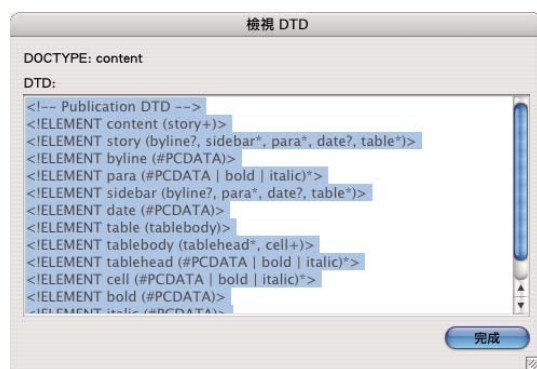 檢視 DTD
DOCTYPE: content
DTD:
<!-- Publication DTD -->
<!ELEMENT content (story+)>
<!ELEMENT story (byline?, sidebar*, para*, date?, table*)>
<!ELEMENT byline (#PCDATA)>
<!ELEMENT para (#PCDATA | bold | italic)*>
<!ELEMENT sidebar (byline?, para*, date?, table*)>
<!ELEMENT date (#PCDATA)>
<!ELEMENT table (tablebody)>
<!ELEMENT tablebody (tablehead*, cell+)>
<!ELEMENT tablehead (#PCDATA | bold | italic)*>
<!ELEMENT cell (#PCDATA | bold | italic)*>
<!ELEMENT bold (#PCDATA)>
<!ELEMENT italic (#PCDATA)>
完成